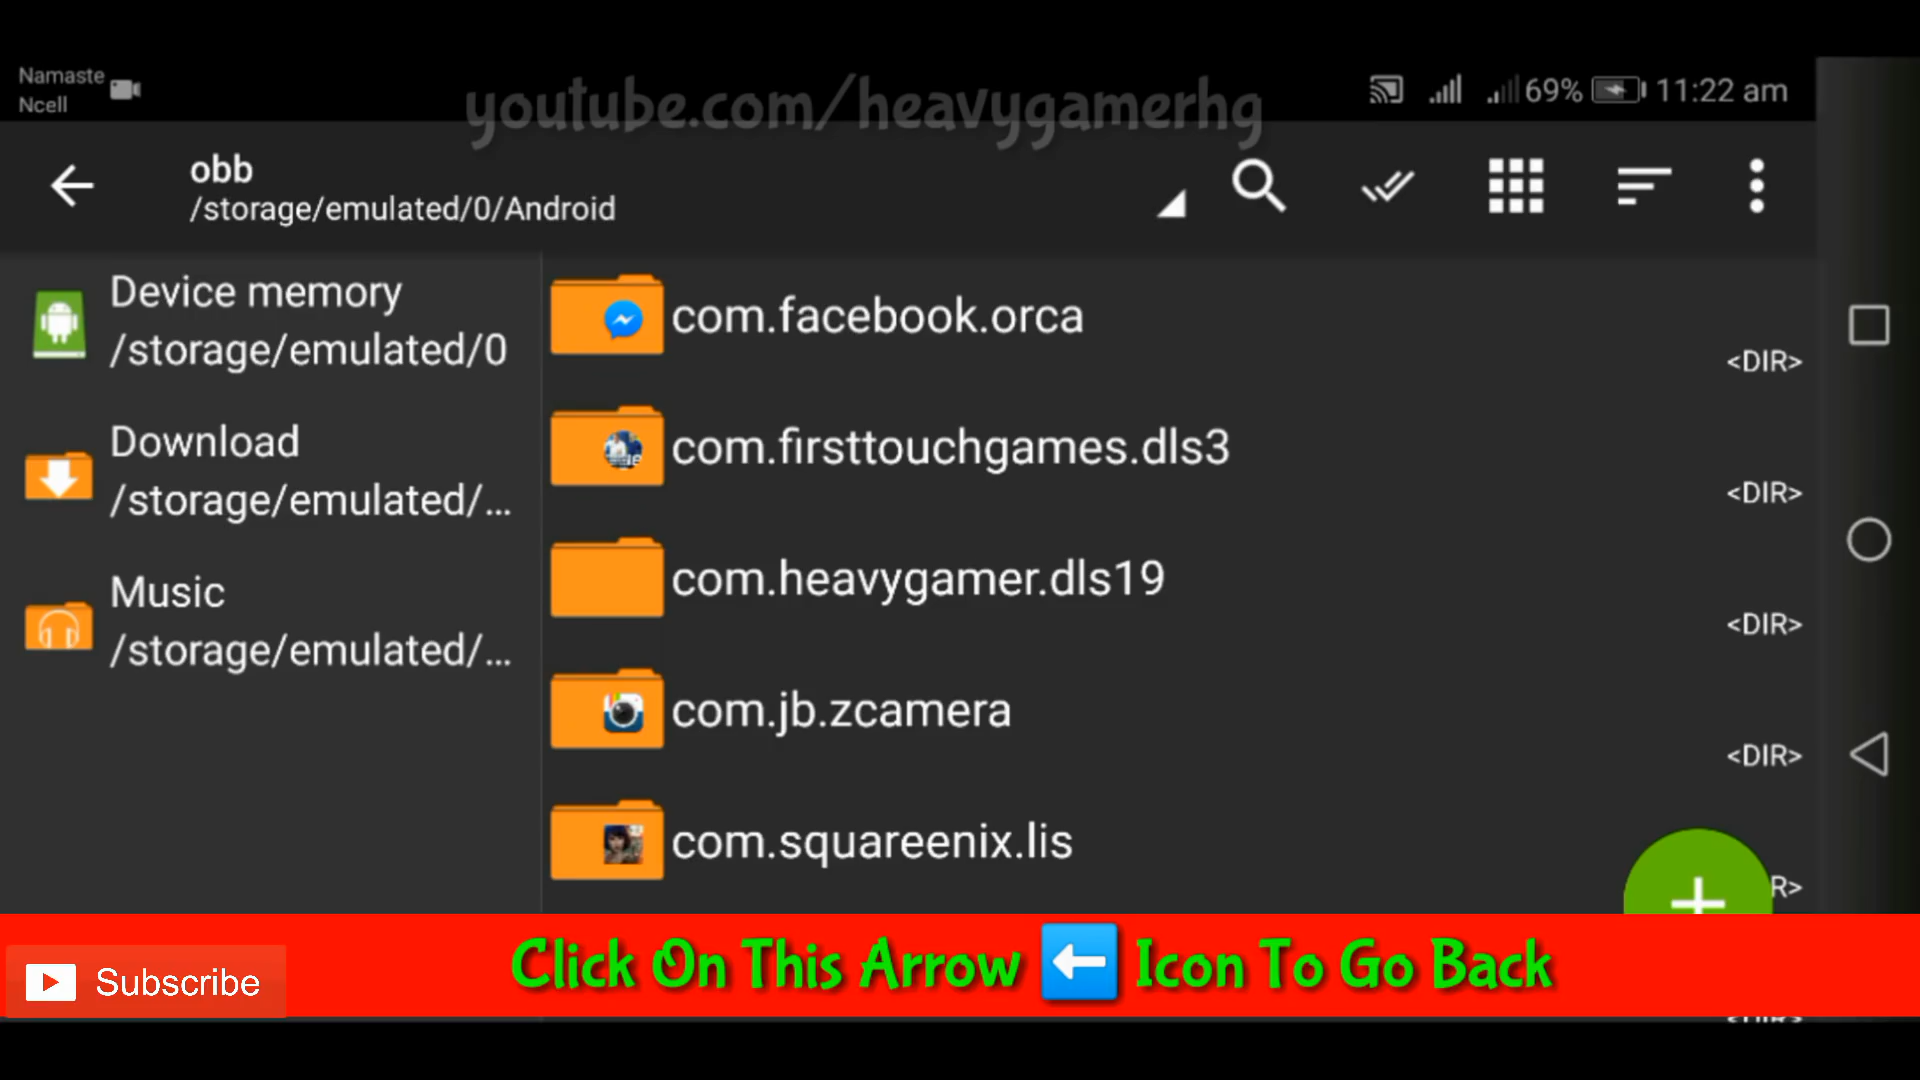 Namaste
Ncell
youtube.com/heavygamerhg
69%
11:22 am
obb
/storage/emulated/0/Android
Device memory
/storage/emulated/0
Download
/storage/emulated/...
Music
/storage/emulated/...
com.facebook.orca
<DIR>
com.firsttouchgames.dls3
<DIR>
com.heavygamer.dls19
<DIR>
com.jb.zcamera
<DIR>
com.squareenix.lis
R>
Subscribe
Click On This Arrow Icon To Go Back